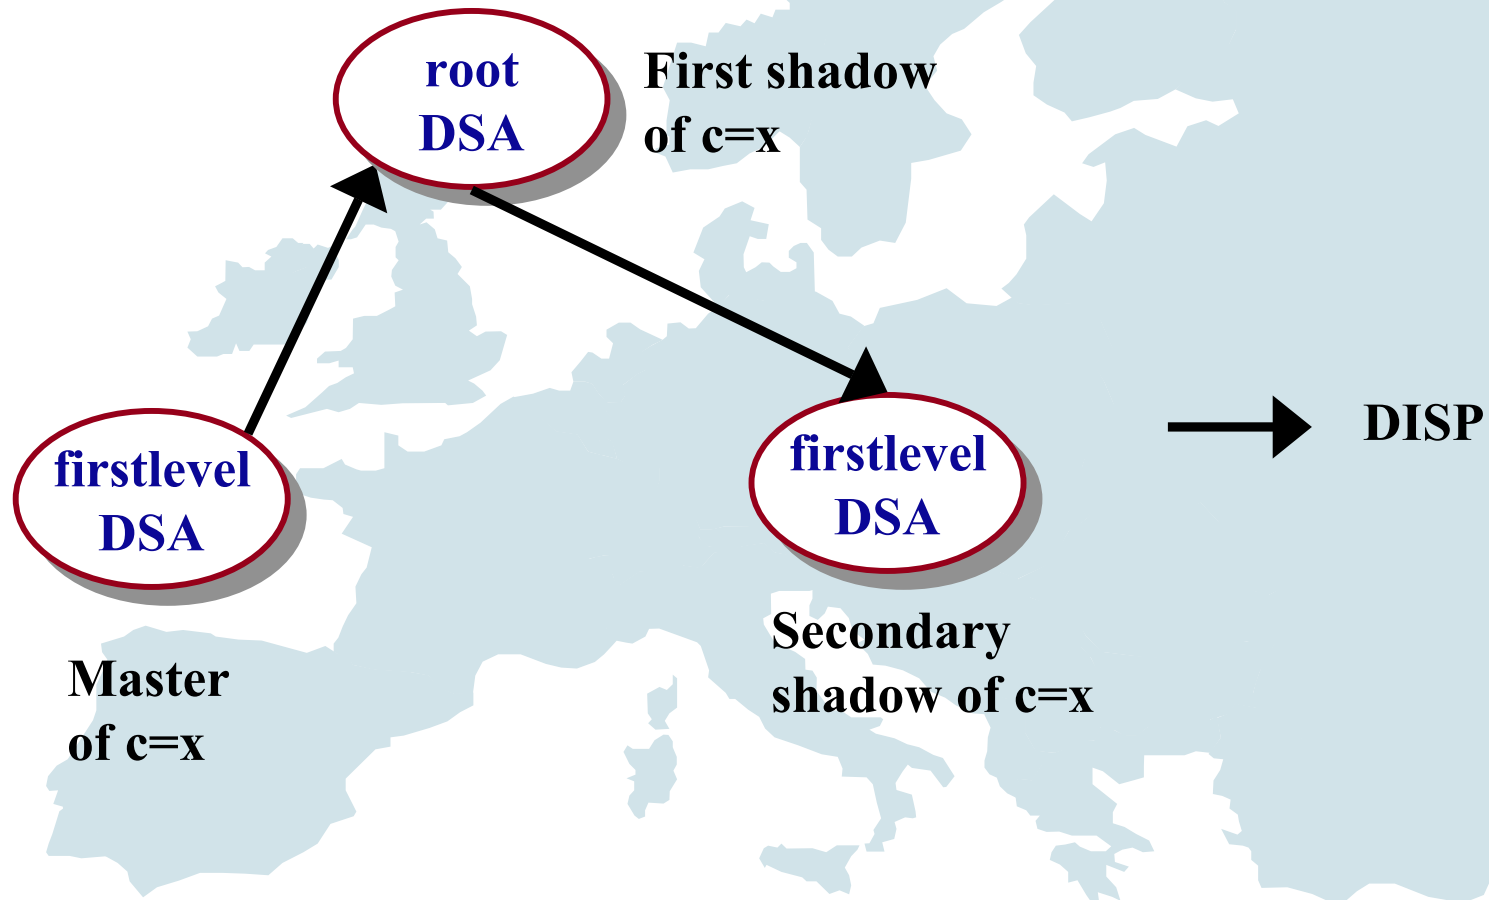 root
DSA
First shadow
of c=x
firstlevel
DSA
Master
of c=x
firstlevel
DSA
Secondary
shadow of c=x
DISP